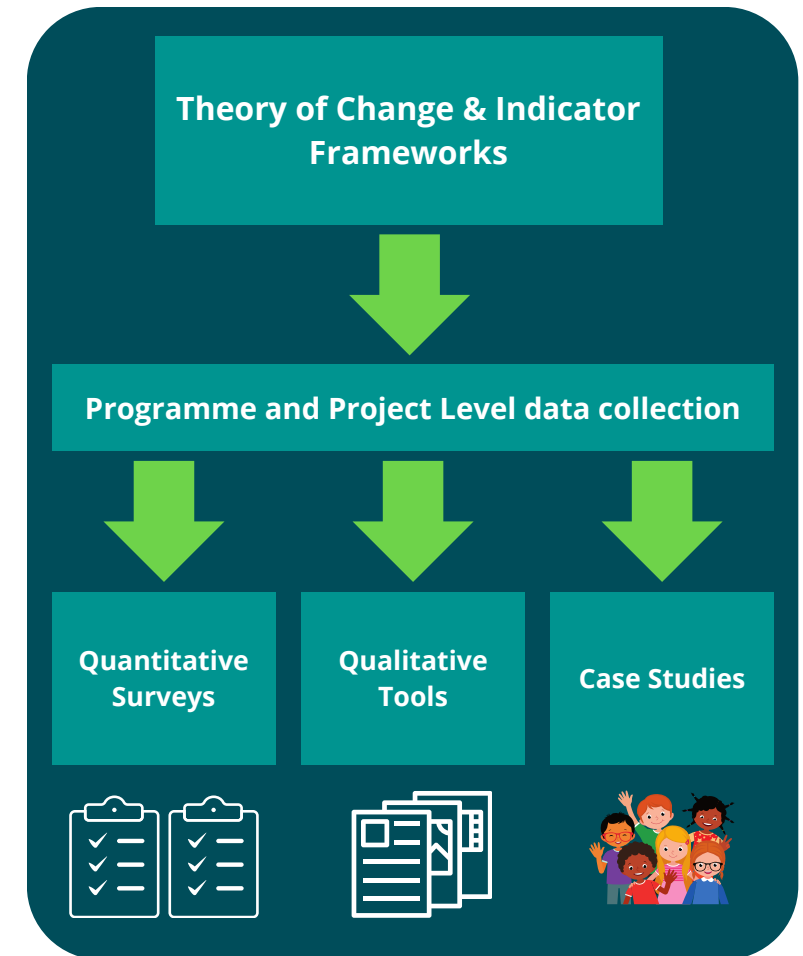 Theory of Change & Indicator
Frameworks
Programme and Project Level data collection
Quantitative
Surveys
Qualitative
Tools
Case Studies